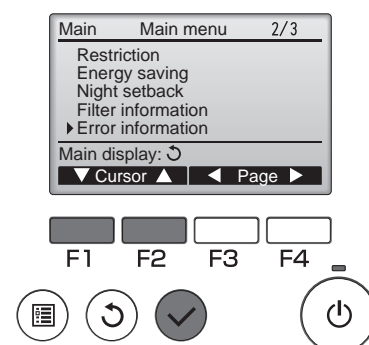 Main Main menu 2/3
Restriction
Energy saving
Night setback
Filter information
Error information
Main display:
Cursor Page
F1 F2 F3 F4